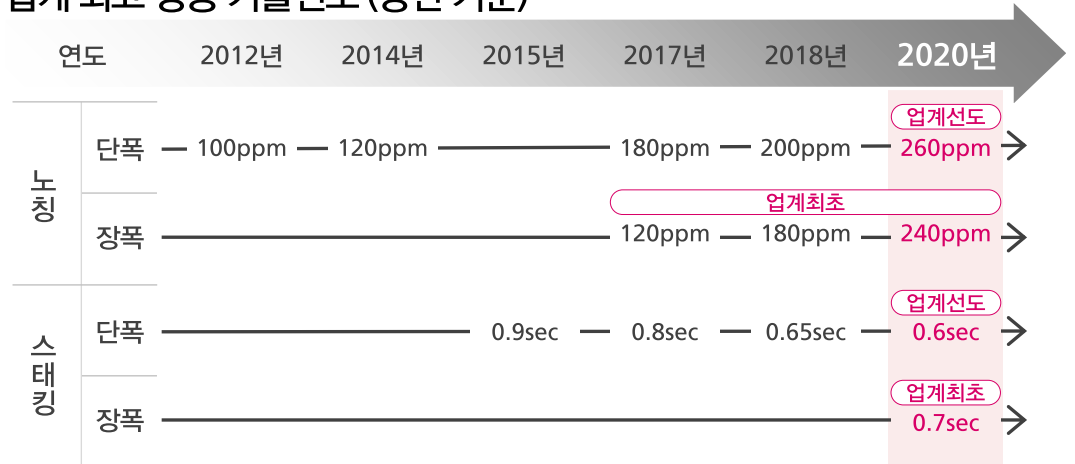 연도 2012년 2014년 2015년 2017년 2018년 2020년
업계선도
노칭 단폭 100ppm 120ppm 180ppm 200ppm 260ppm
업계최초
장폭 120ppm 180ppm 240ppm
업계선도
스태킹 단폭 0.9sec 0.8sec 0.65sec 0.6sec
업계최초
장폭 0.7sec